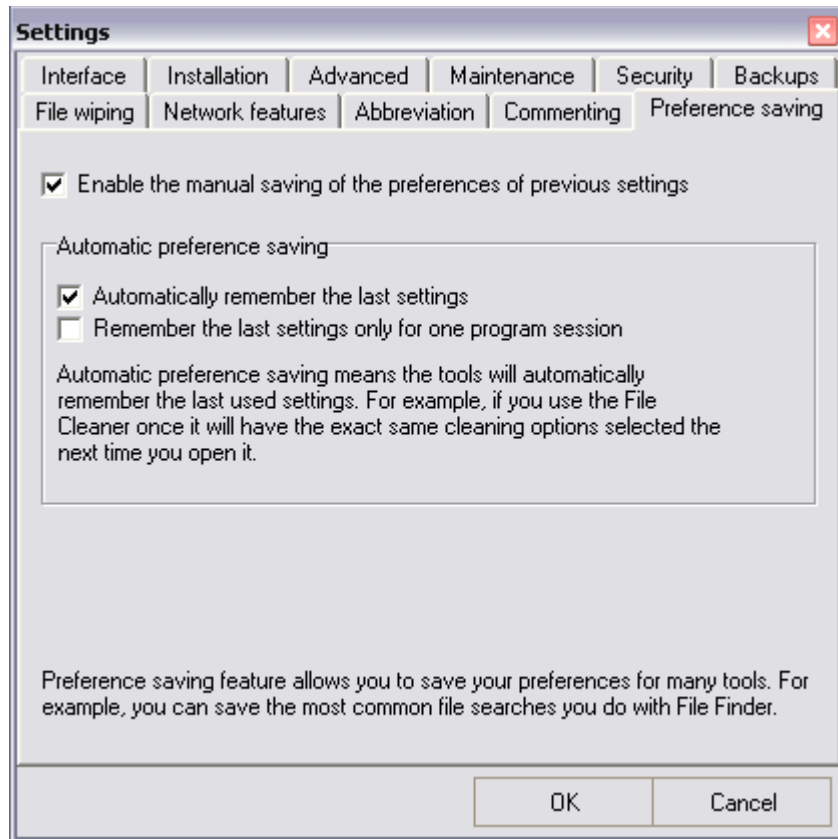 Settings
Interface Installation Advanced Maintenance Security Backups
File wiping Network features Abbreviation Commenting Preference saving
Enable the manual saving of the preferences of previous settings
Automatic preference saving
Automatically remember the last settings
Remember the last settings only for one program session
Automatic preference saving means the tools will automatically
remember the last used settings. For example, if you use the File
Cleaner once it will have the exact same cleaning options selected the
next time you open it.
Preference saving feature allows you to save your preferences for many tools. For
example, you can save the most common file searches you do with File Finder.
OK Cancel